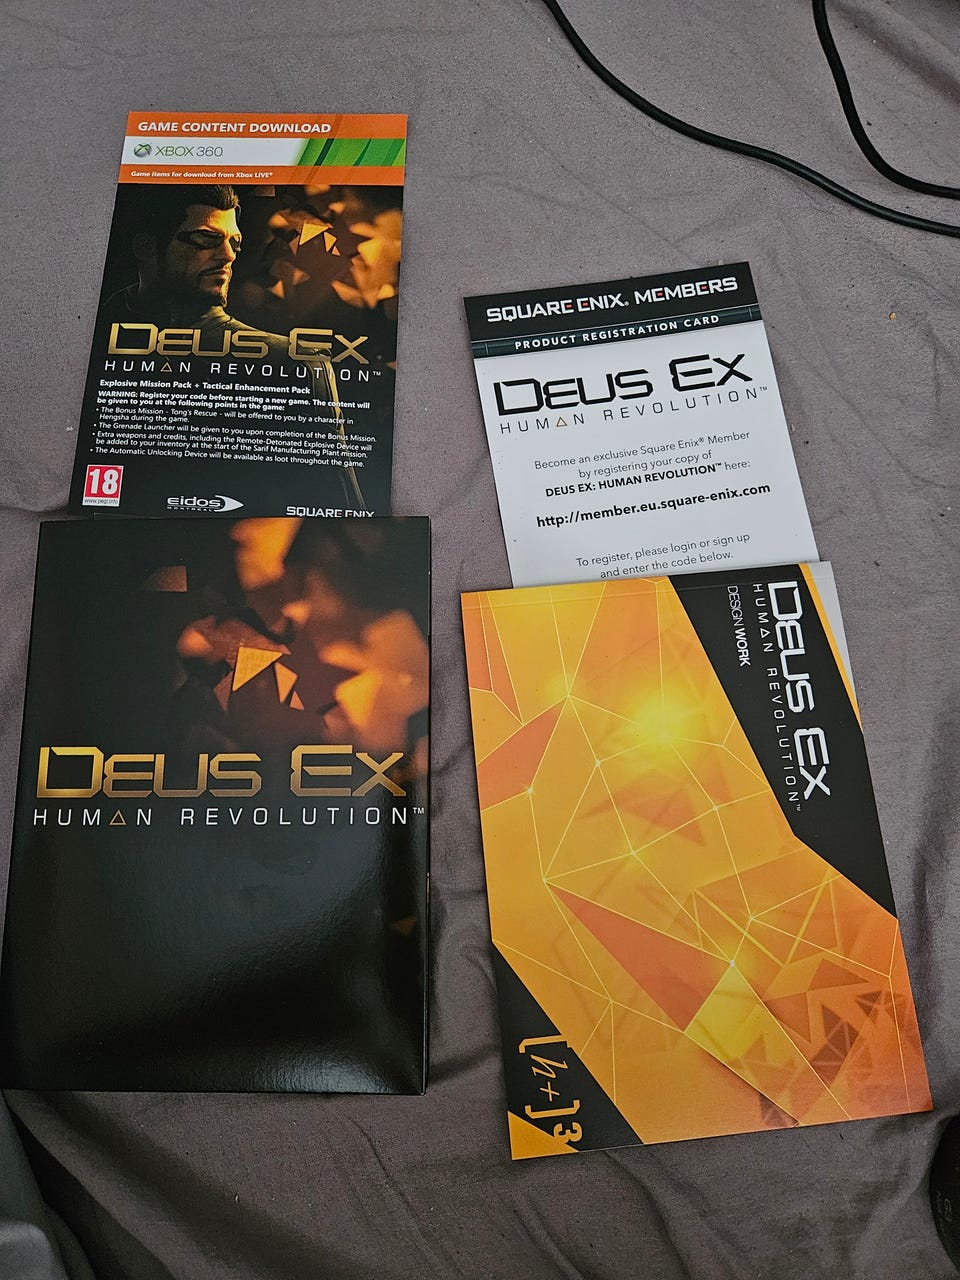 GAME CONTENT DOWNLOAD
XBOX 360
Game items for download from Xbox LIVE®
DEUS EX
HUMAN REVOLUTION™
Explosive Mission Pack + Tactical Enhancement Pack
WARNING: Register your code before starting a new game. The content will
be given to you at the following points in the game:
• The Bonus Mission - Tong's Rescue - will be offered to you by a character in
Hengsha during the game.
• The Grenade Launcher will be given to you upon completion of the Bonus Mission.
• Extra weapons and credits, including the Remote-Detonated Explosive Device will
be added to your inventory at the start of the Sarif Manufacturing Plant mission.
• The Automatic Unlocking Device will be available as loot throughout the game.
18
www.pegi.info
eidos
MONTREAL
SQUARE ENIX
SQUARE ENIX® MEMBERS
PRODUCT REGISTRATION CARD
DEUS EX
HUMAN REVOLUTION™
Become an exclusive Square Enix® Member
by registering your copy of
DEUS EX: HUMAN REVOLUTION™ here:
http://member.eu.square-enix.com
To register, please login or sign up
and enter the code below.
DEUS EX
HUMAN REVOLUTION™
DEUS EX
HUMAN REVOLUTION™
DESIGN WORK
[h+]3